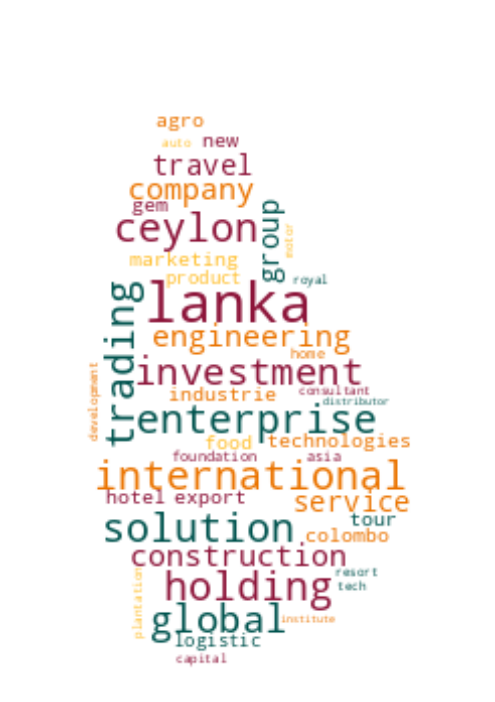 agro
auto new
travel
company
gem
ceylon
group
motor
marketing
product
royal
lanka
trading
engineering
home
investment
development
industrie
consultant
distributor
enterprise
food technologies
foundation asia
international
hotel export
service
solution
tour
colombo
construction
resort
holding
tech
plantation
global
institute
logistic
capital